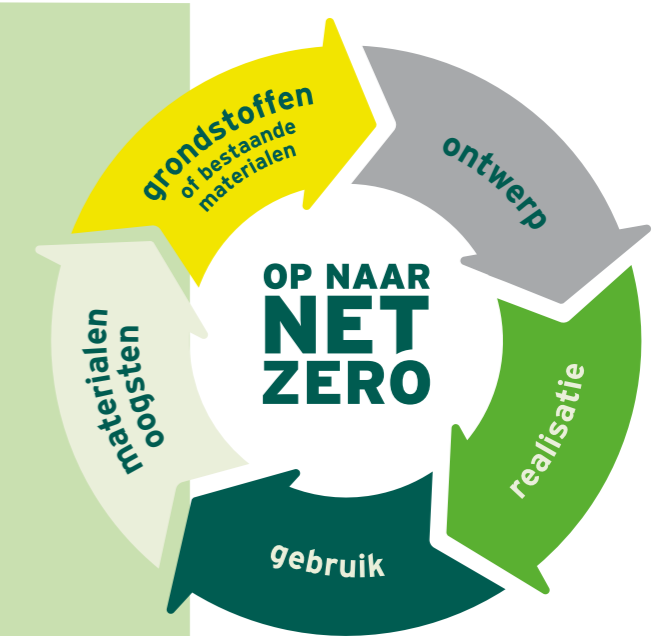 grondstoffen
of bestaande
materialen
ontwerp
realisatie
gebruik
materialen
oogsten
OP NAAR
NET
ZERO